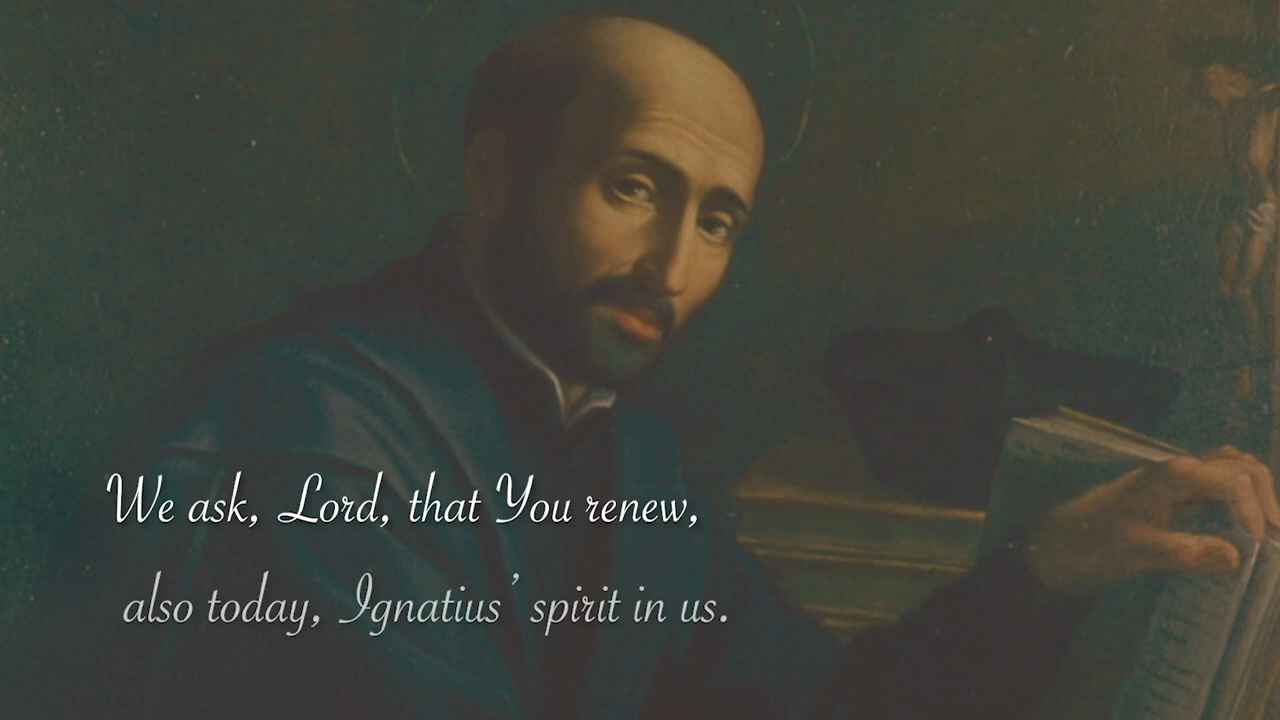 We ask, Lord, that You renew,
also today, Ignatius’ spirit in us.